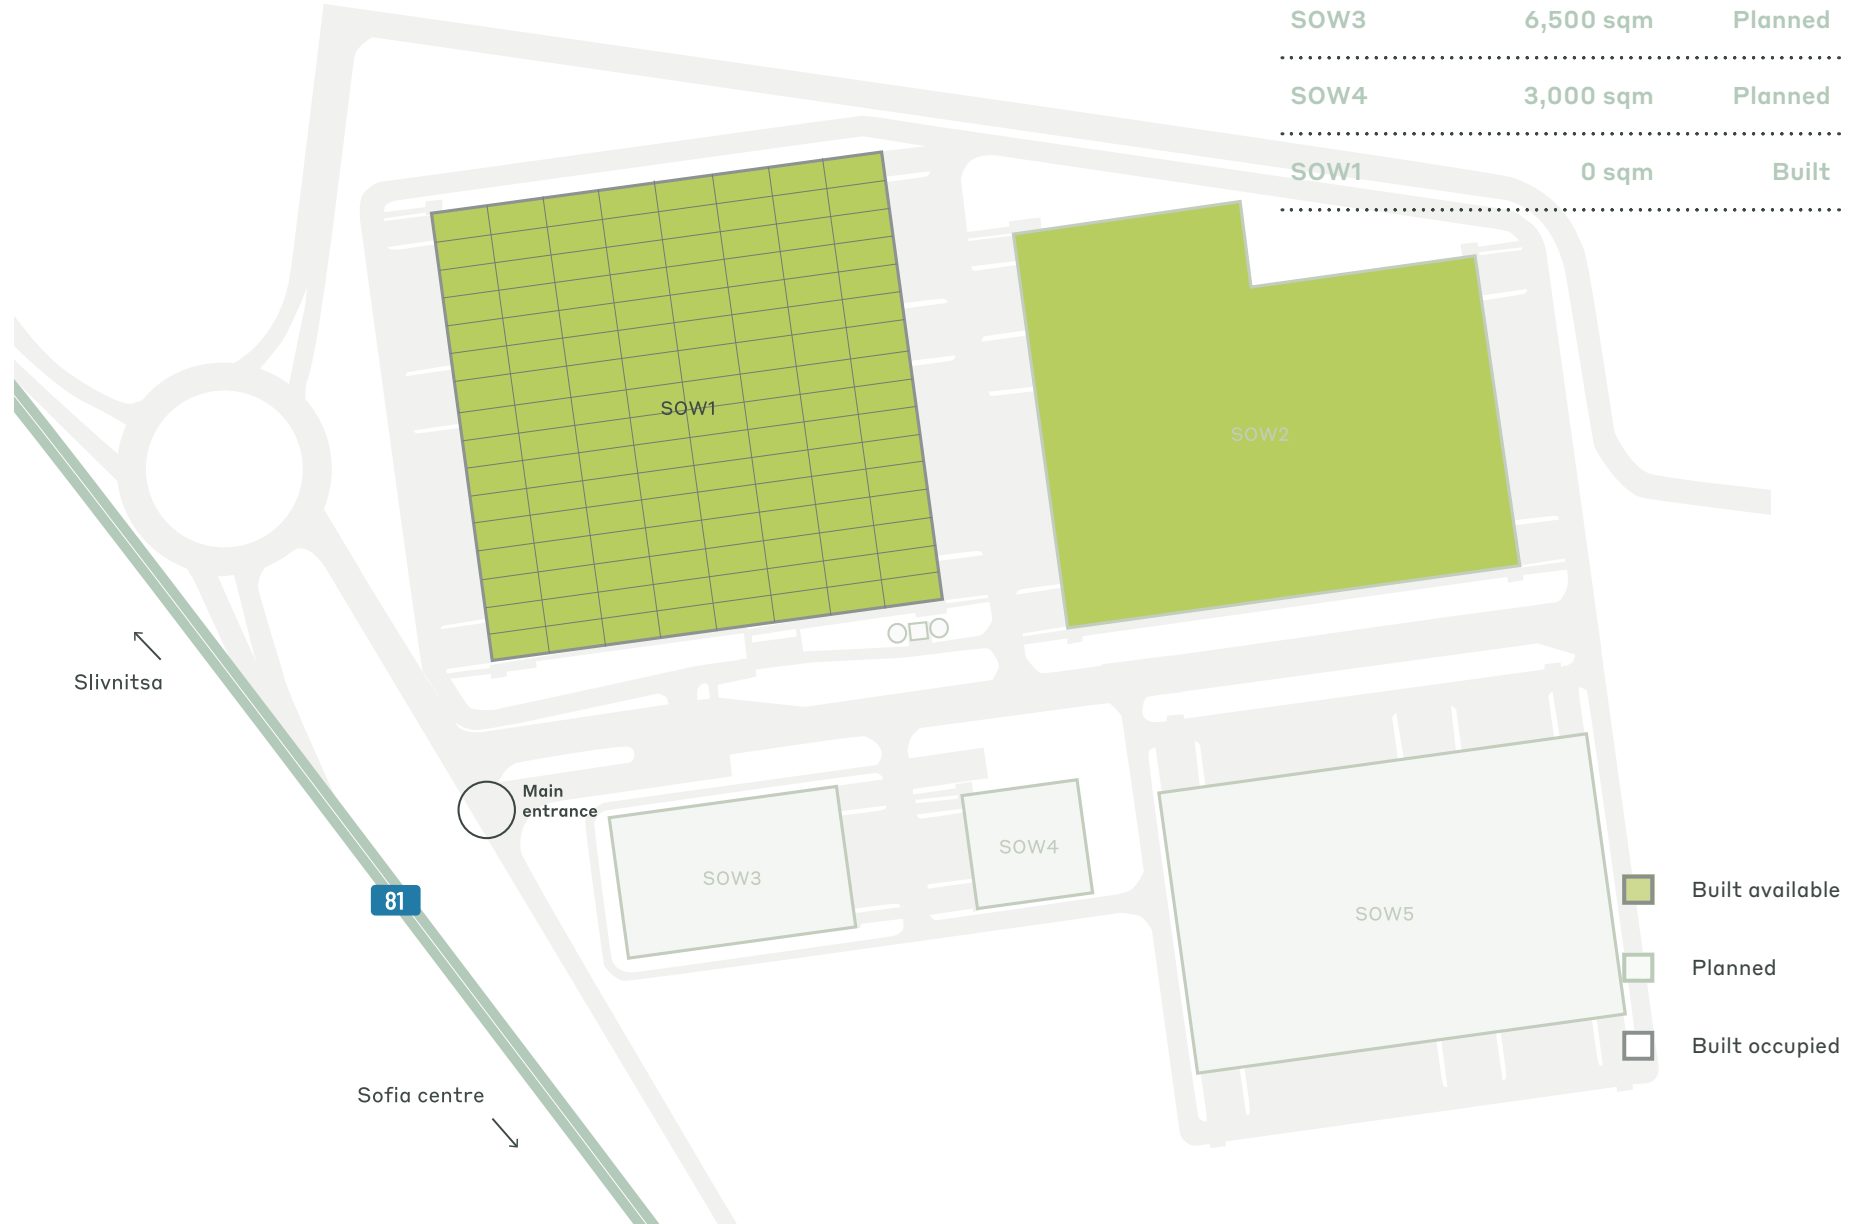 SOW3 6,500 sqm Planned
SOW4 3,000 sqm Planned
SOW1 0 sqm Built
SOW1
SOW2
Slivnitsa
Main
entrance
SOW3
SOW4
SOW5
81
Built available
Planned
Built occupied
Sofia centre